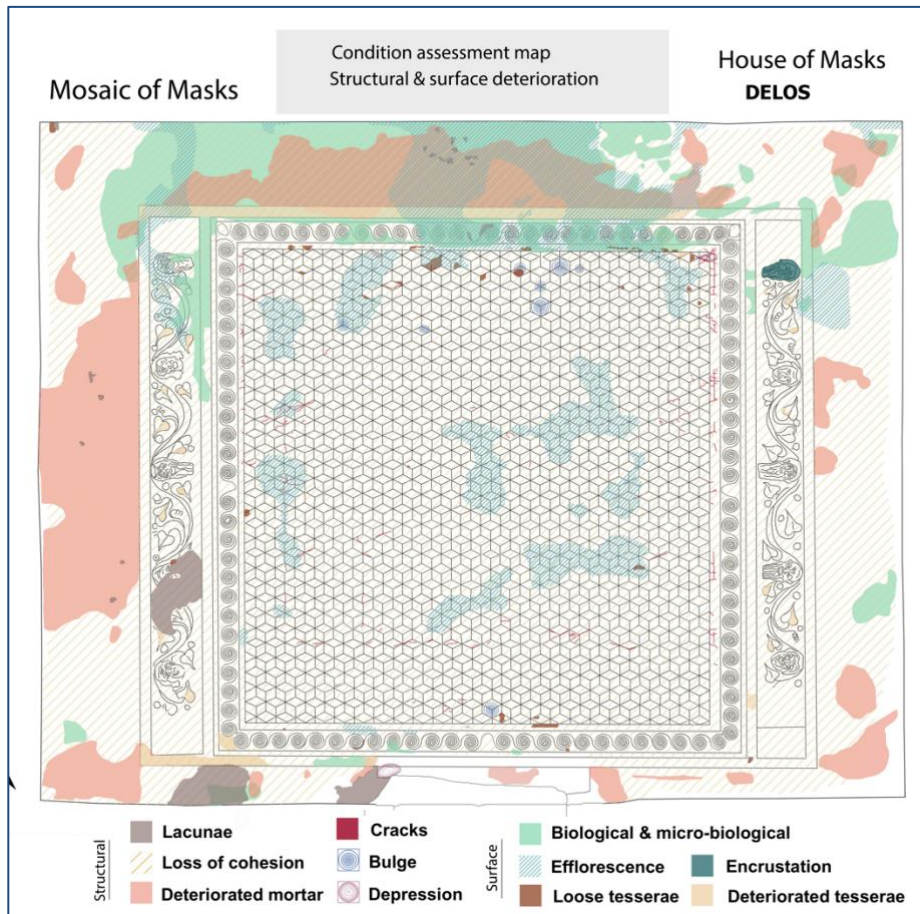 Condition assessment map
Structural & surface deterioration
Mosaic of Masks
House of Masks
DELOS
Structural
Lacunae
Loss of cohesion
Deteriorated mortar
Cracks
Bulge
Depression
Surface
Biological & micro-biological
Efflorescence
Encrustation
Loose tesserae
Deteriorated tesserae